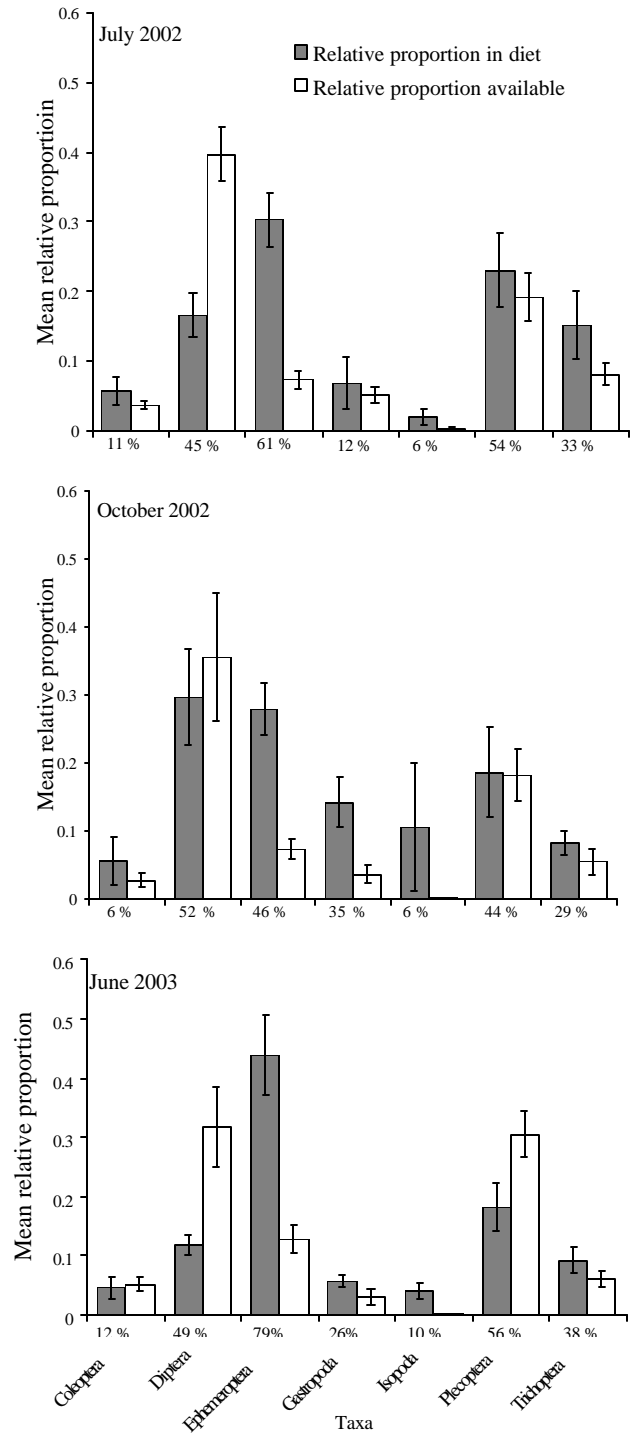 July 2002
Relative proportion in diet
Relative proportion available
Mean relative proportioin
0.6
0.5
0.4
0.3
0.2
0.1
0
11 % 45 % 61 % 12 % 6 % 54 % 33 %
October 2002
Mean relative proportion
0.6
0.5
0.4
0.3
0.2
0.1
0
6 % 52 % 46 % 35 % 6 % 44 % 29 %
June 2003
Mean relative proportion
0.6
0.5
0.4
0.3
0.2
0.1
0
12 % 49 % 79% 26% 10 % 56 % 38 %
Coleoptera Diptera Ephemeroptera Gastropoda Isopoda Plecoptera Trichoptera
Taxa